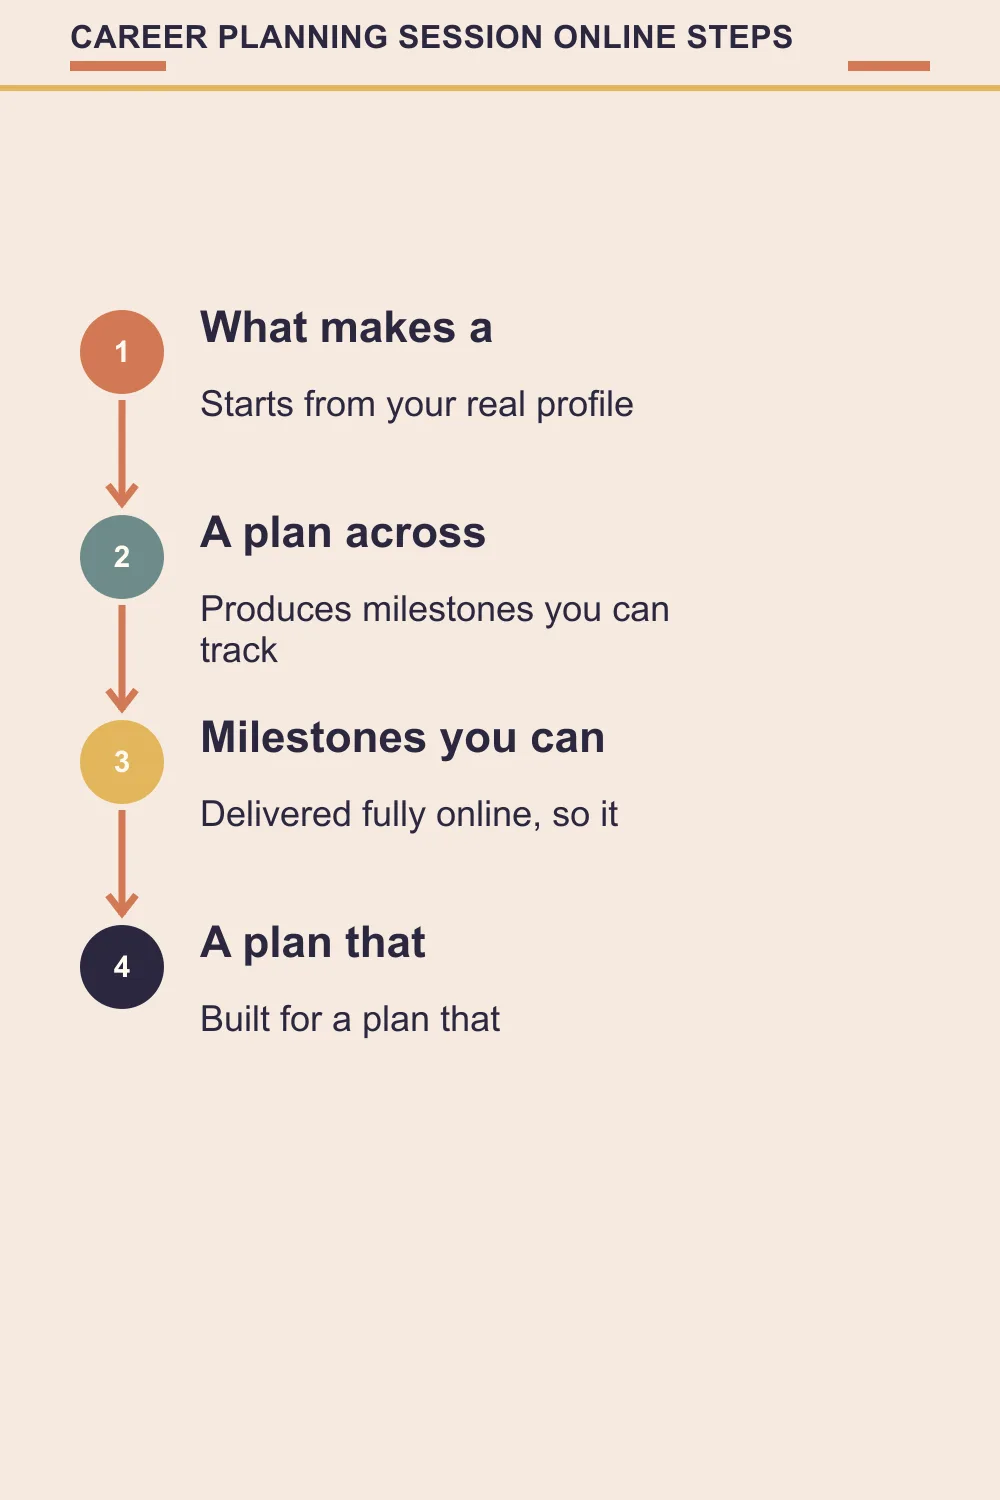 CAREER PLANNING SESSION ONLINE STEPS
1
What makes a
Starts from your real profile
2
A plan across
Produces milestones you can
track
3
Milestones you can
Delivered fully online, so it
4
A plan that
Built for a plan that